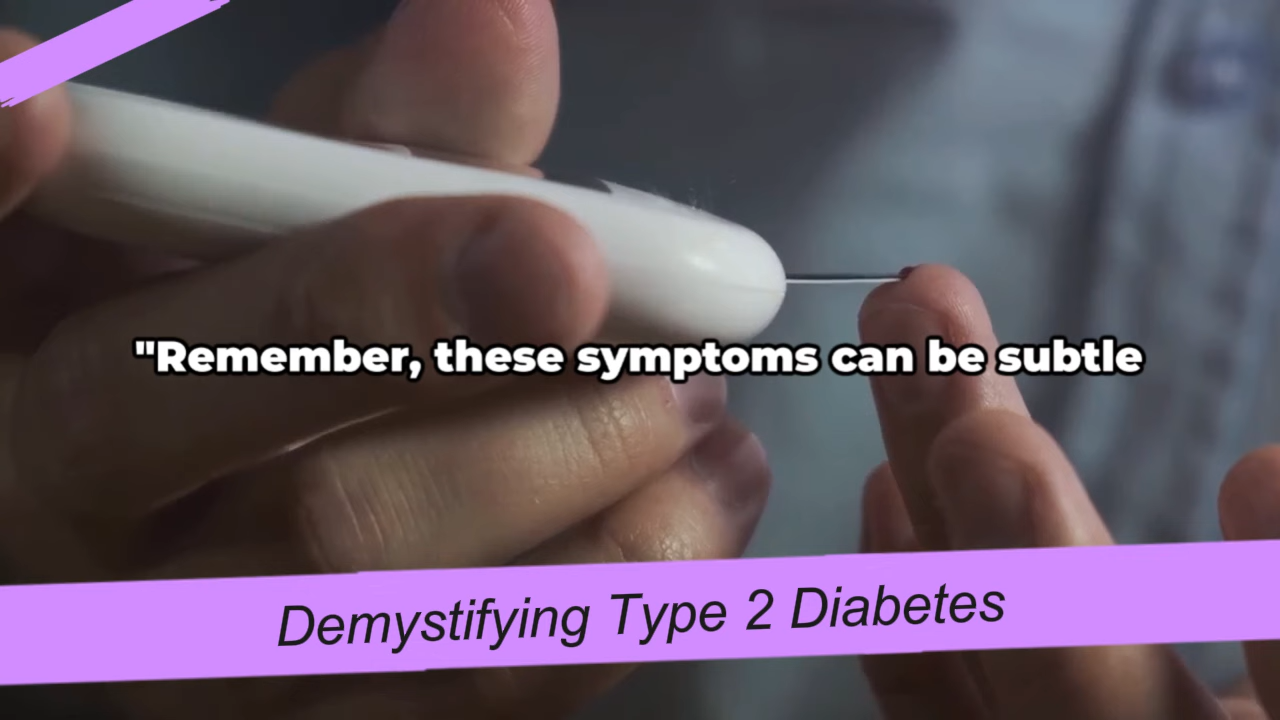 "Remember, these symptoms can be subtle
Demystifying Type 2 Diabetes